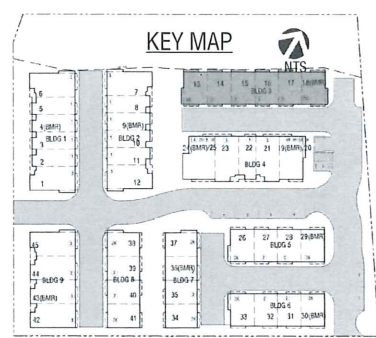 KEY MAP
NTS
6
5
4(BMR)
BLDG 1
3
2
1
7
8
9(BMR)
BLDG 2
10
11
12
13 14 15 16 17 18(BMR)
BLDG 3
24(BMR) 25 23 22 21 19(BMR) 20
BLDG 4
45
44
BLDG 9
43(BMR)
42
38
39
BLDG 8
40
41
37
36(BMR)
BLDG 7
35
34
26 27 28 29(BMR)
BLDG 5
BLDG 6
33 32 31 30(BMR)